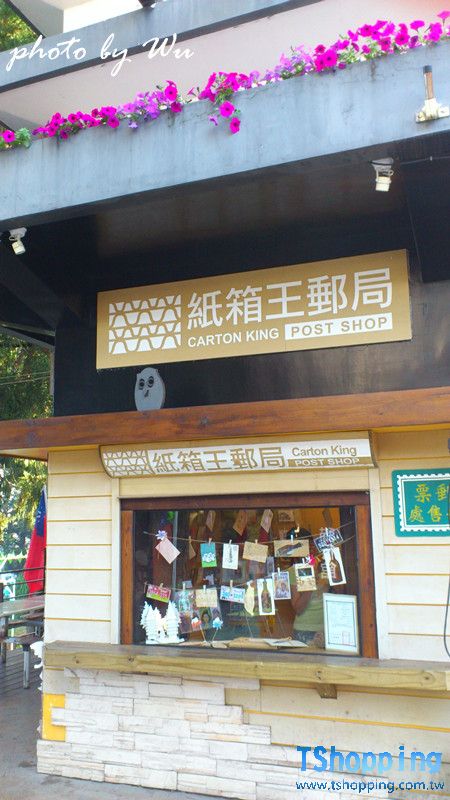 photo by Wu
紙箱王郵局
CARTON KING POST SHOP
紙箱王郵局 Carton King
POST SHOP
票郵
處售
TShopping
www.tshopping.com.tw